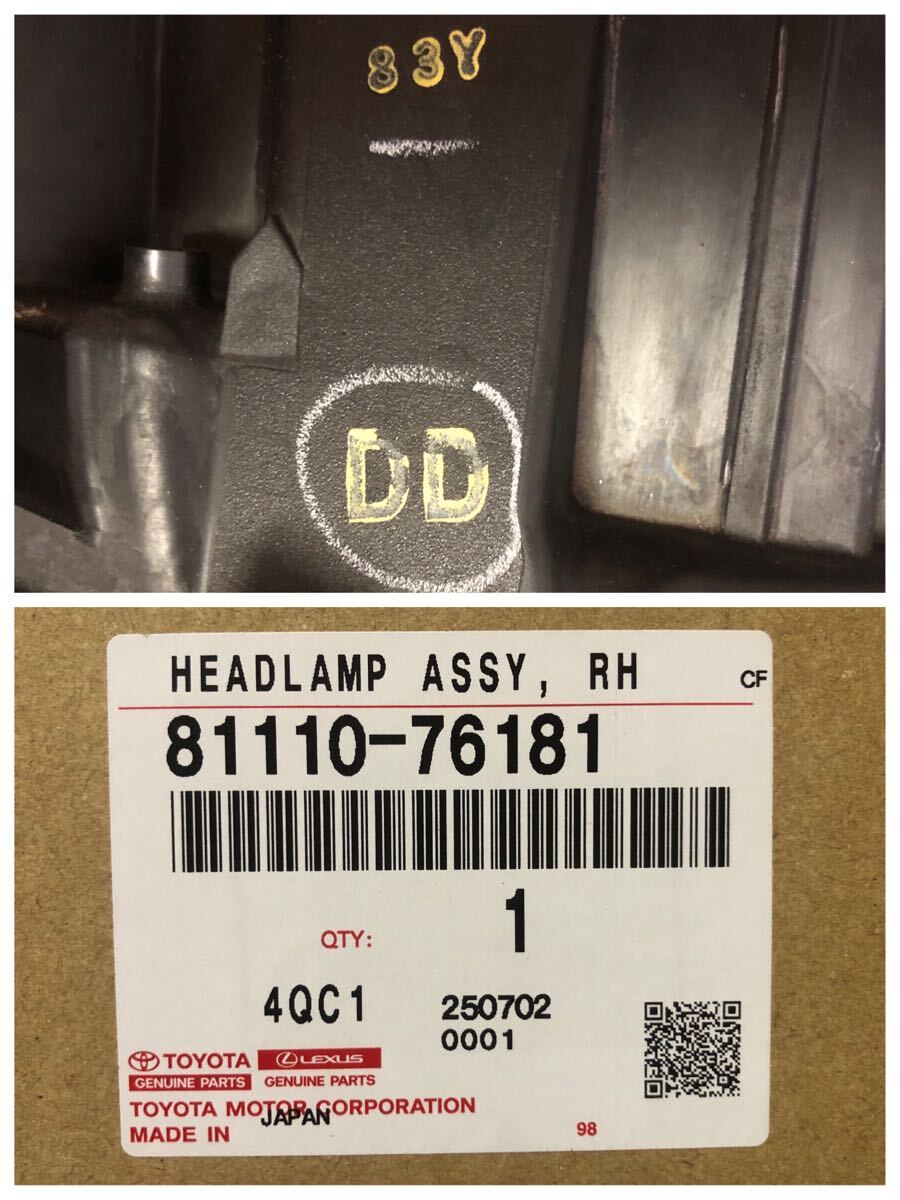 83Y
DD
HEADLAMP ASSY, RH CF
81110-76181
QTY: 1
4QC1 250702
0001
TOYOTA LEXUS
GENUINE PARTS GENUINE PARTS
TOYOTA MOTOR CORPORATION
MADE IN JAPAN 98